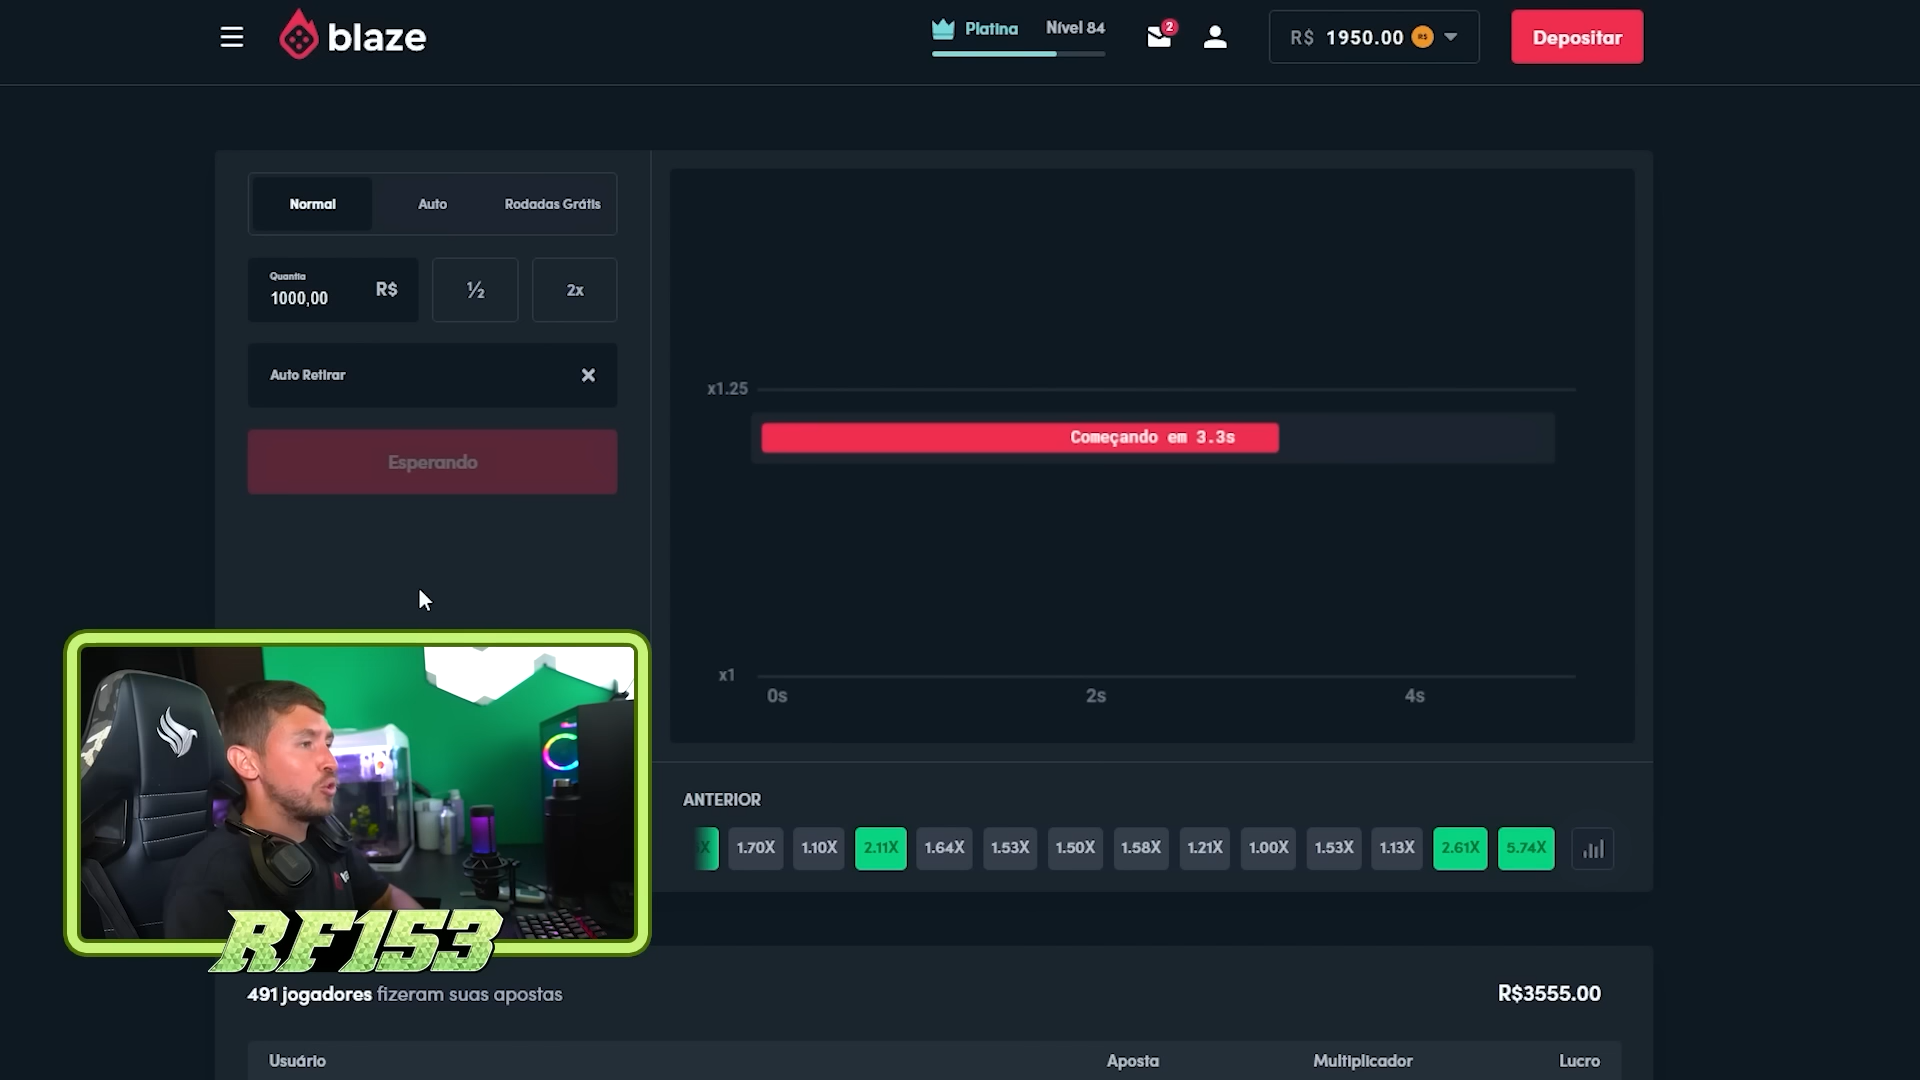 blaze
Platina
Nível 84
2
R$ 1950.00 R$
Depositar
Normal
Auto
Rodadas Grátis
Quantia
1000,00
R$
½
2x
Auto Retirar
Esperando
x1.25
Começando em 3.3s
x1
0s
2s
4s
ANTERIOR
X
1.70X
1.10X
2.11X
1.64X
1.53X
1.50X
1.58X
1.21X
1.00X
1.53X
1.13X
2.61X
5.74X
RF153
491 jogadores fizeram suas apostas
R$3555.00
Usuário
Aposta
Multiplicador
Lucro